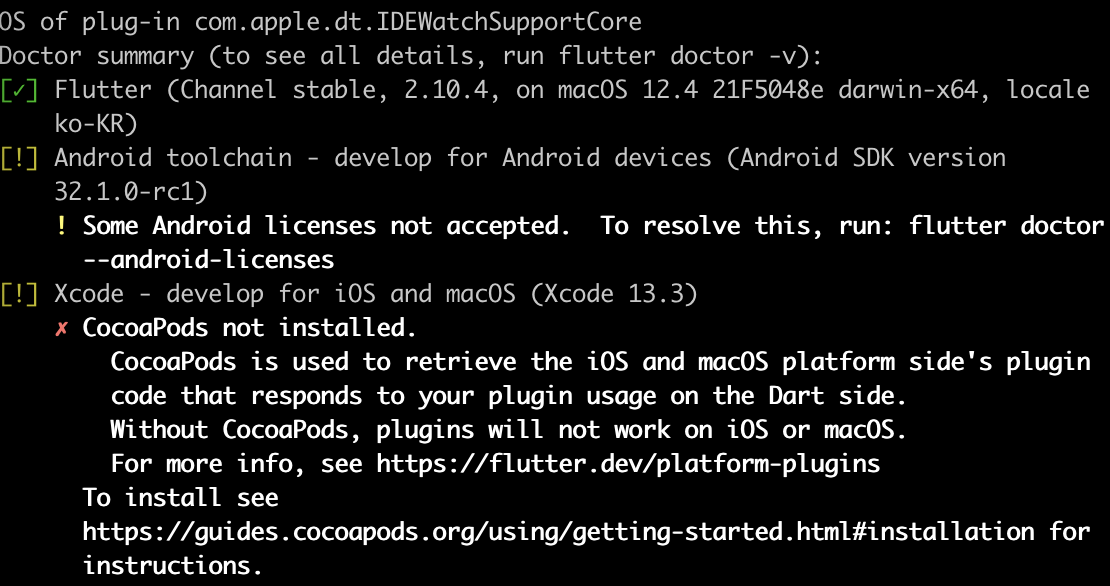 OS of plug-in com.apple.dt.IDEWatchSupportCore
Doctor summary (to see all details, run flutter doctor -v):
[✓] Flutter (Channel stable, 2.10.4, on macOS 12.4 21F5048e darwin-x64, locale
ko-KR)
[!] Android toolchain - develop for Android devices (Android SDK version
32.1.0-rc1)
! Some Android licenses not accepted.  To resolve this, run: flutter doctor
--android-licenses
[!] Xcode - develop for iOS and macOS (Xcode 13.3)
✗ CocoaPods not installed.
CocoaPods is used to retrieve the iOS and macOS platform side's plugin
code that responds to your plugin usage on the Dart side.
Without CocoaPods, plugins will not work on iOS or macOS.
For more info, see https://flutter.dev/platform-plugins
To install see
https://guides.cocoapods.org/using/getting-started.html#installation for
instructions.